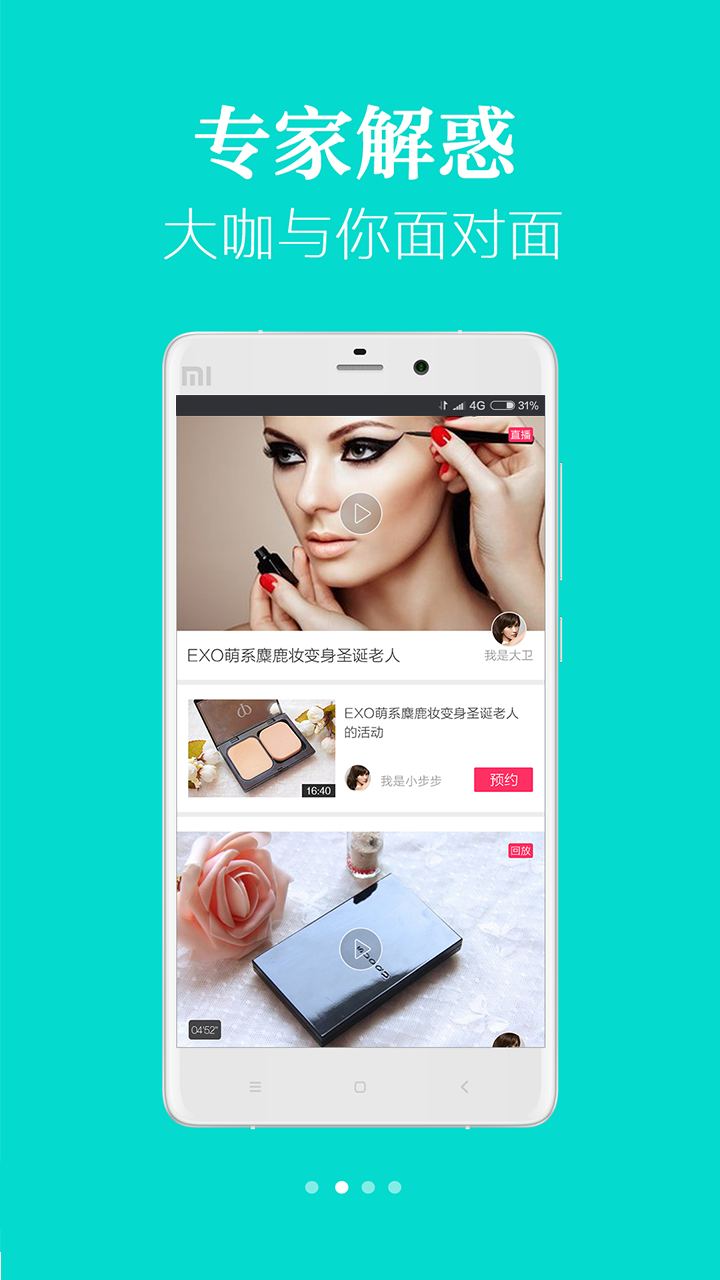 专家解惑
大咖与你面对面
MI
4G 31%
直播
EXO萌系麋鹿妆变身圣诞老人
我是大卫
EXO萌系麋鹿妆变身圣诞老人
的活动
16:40
我是小步步
预约
回放
04'52"